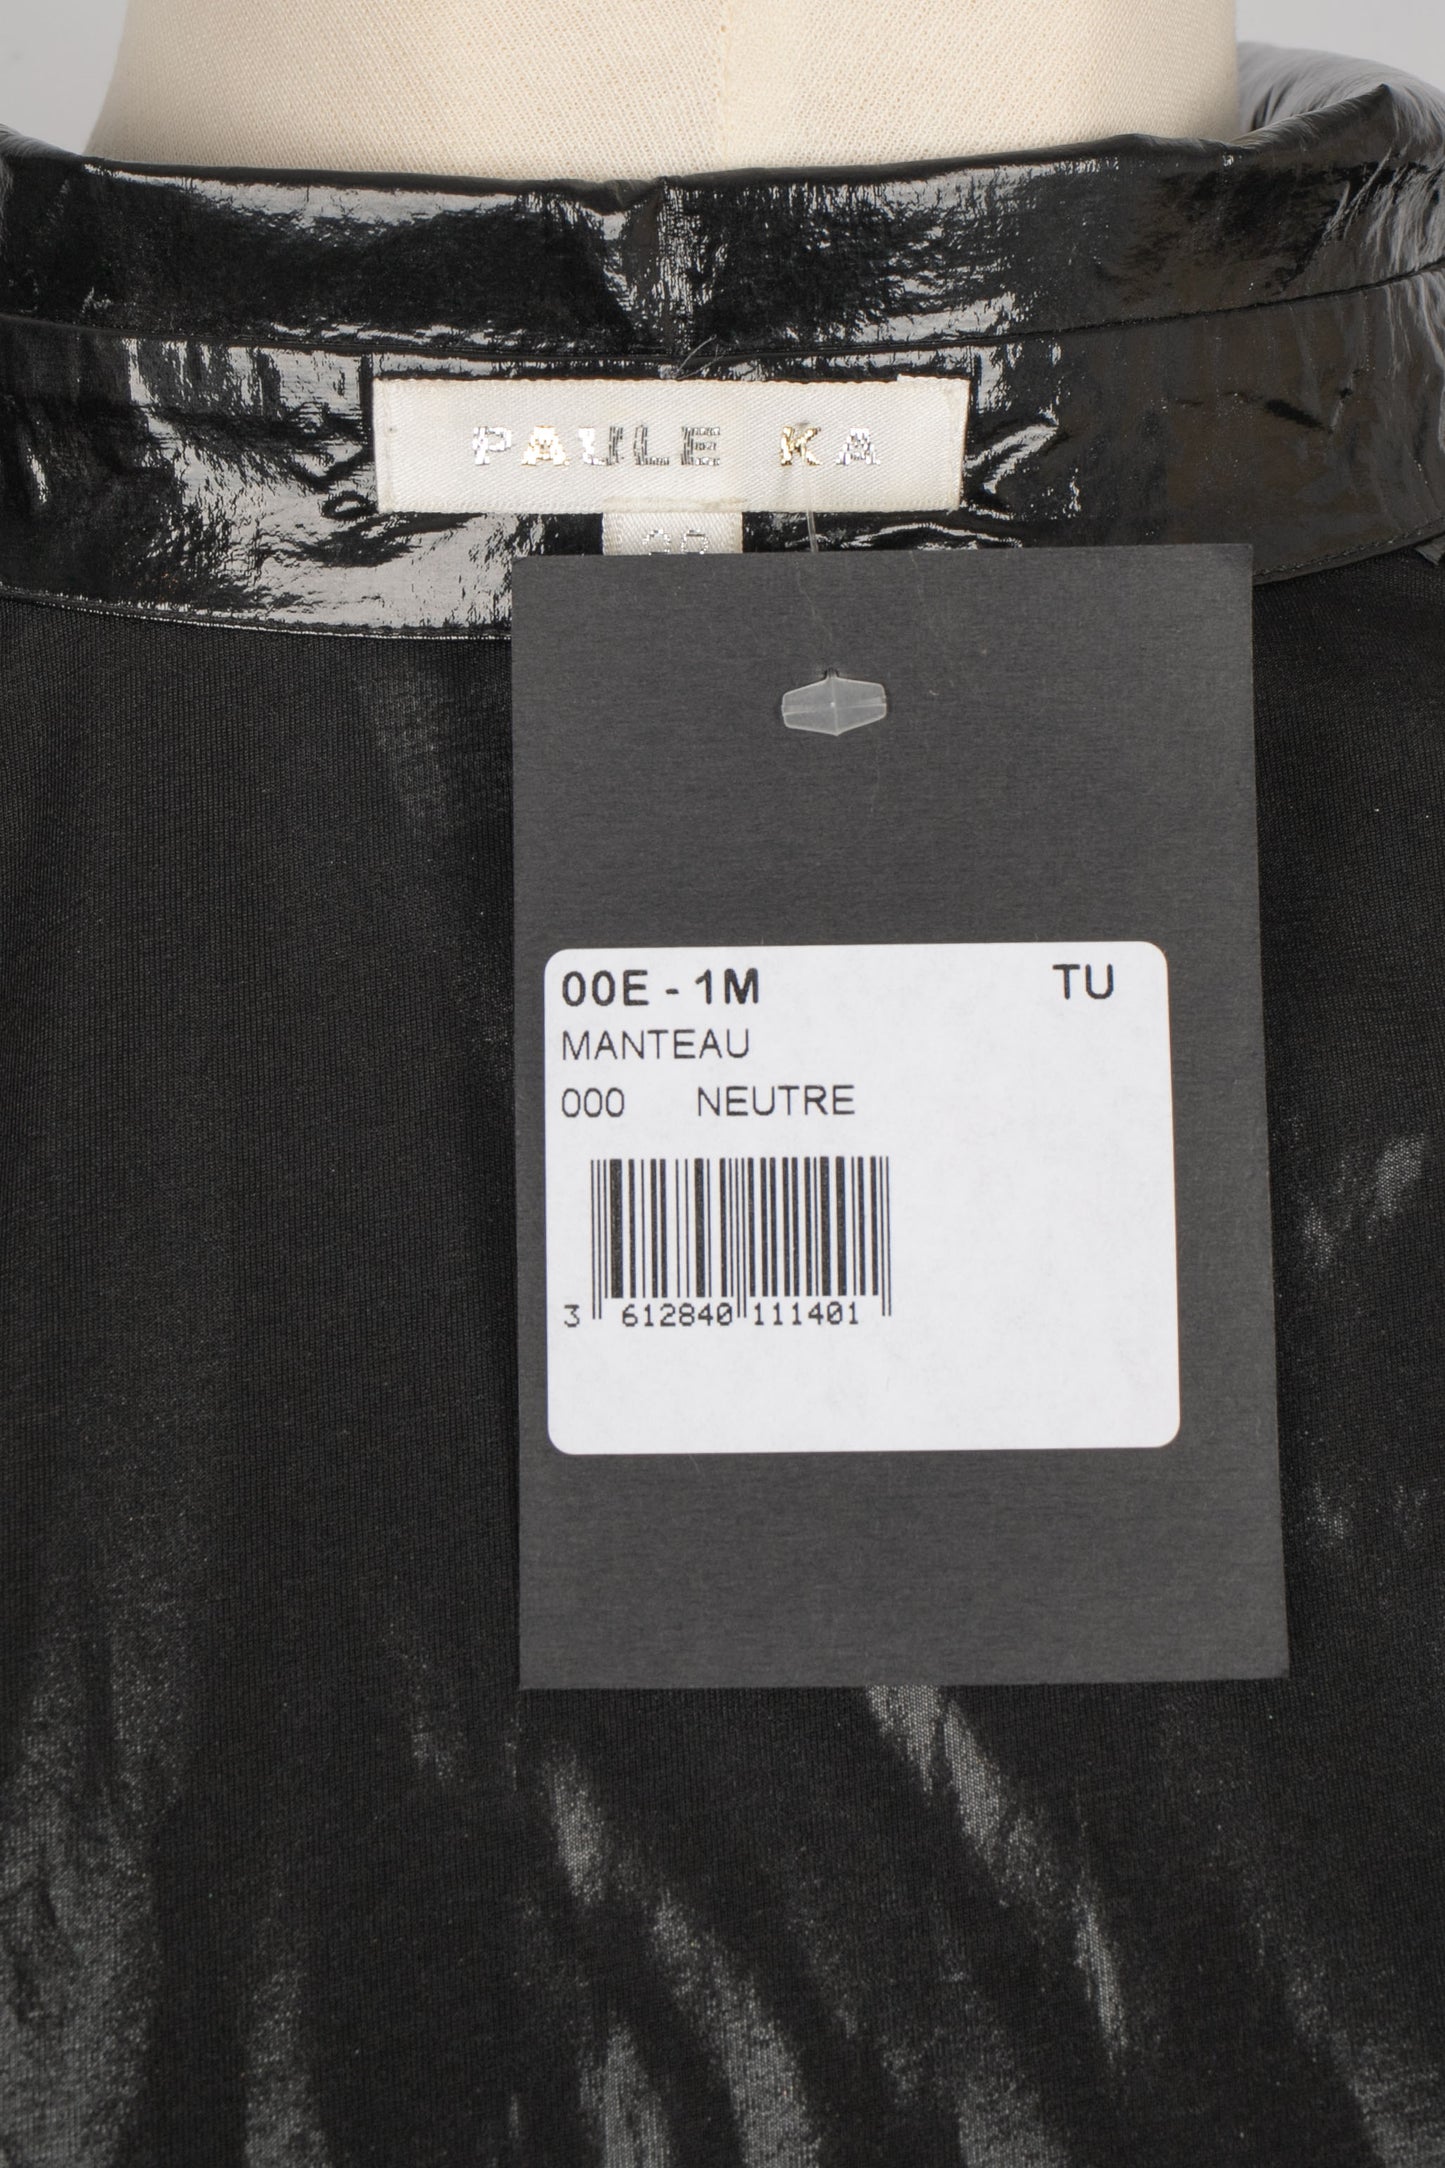 PAULE KA
00E - 1M TU
MANTEAU
000 NEUTRE
3 612840 111401